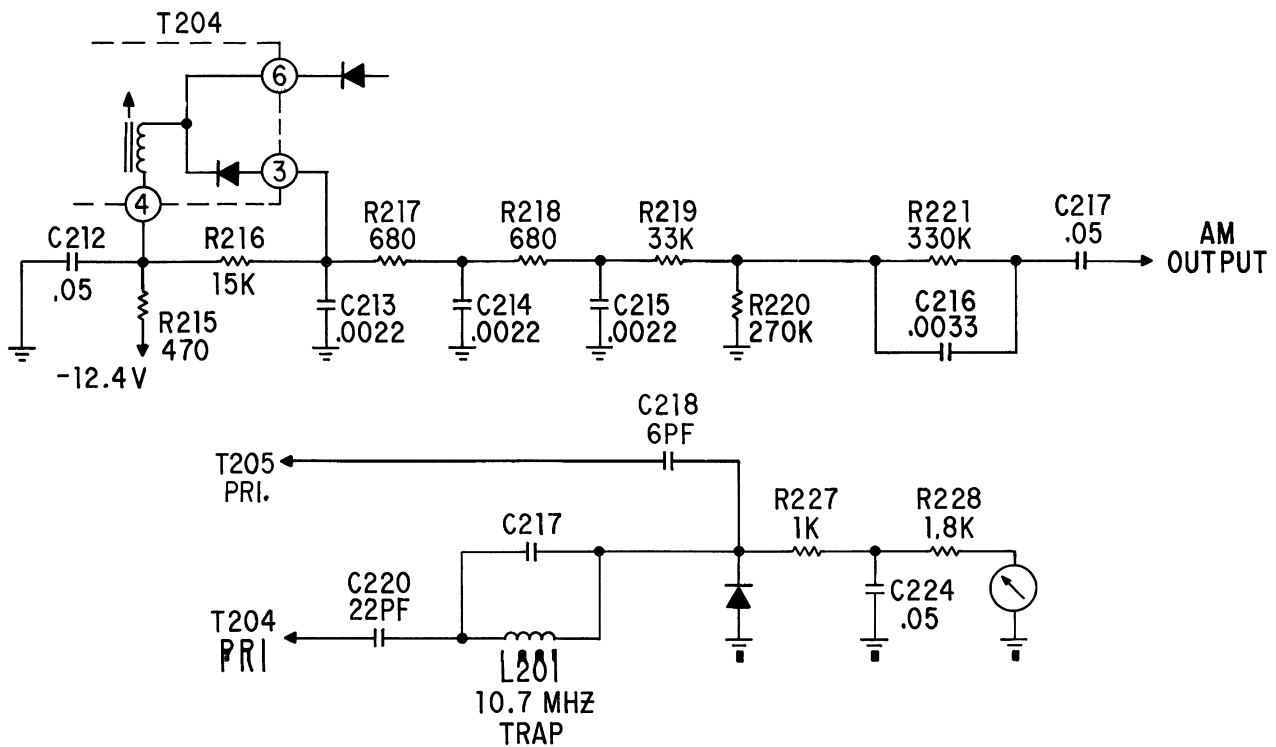 T204
6
3
4
C212
.05
R216
15K
R217
680
R218
680
R219
33K
R221
330K
C217
.05
AM
OUTPUT
R215
470
-12.4V
C213
.0022
C214
.0022
C215
.0022
R220
270K
C216
.0033
C218
6PF
T205
PRI.
C217
R227
1K
R228
1.8K
C220
22PF
C224
.05
T204
PRI
L201
10.7 MHZ
TRAP